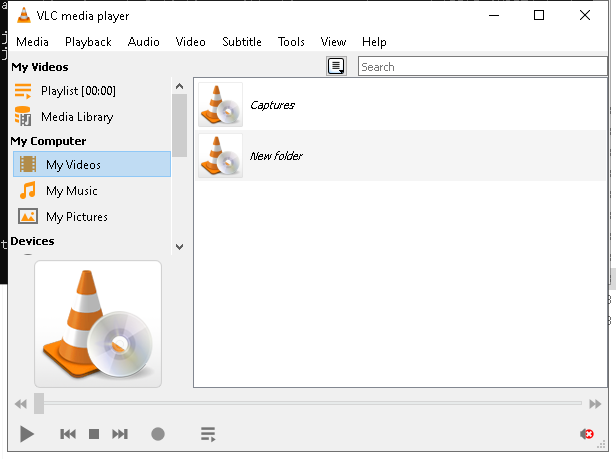 VLC media player
Media Playback Audio Video Subtitle Tools View Help
My Videos
Search
Playlist [00:00]
Media Library
My Computer
My Videos
My Music
My Pictures
Devices
Captures
New folder